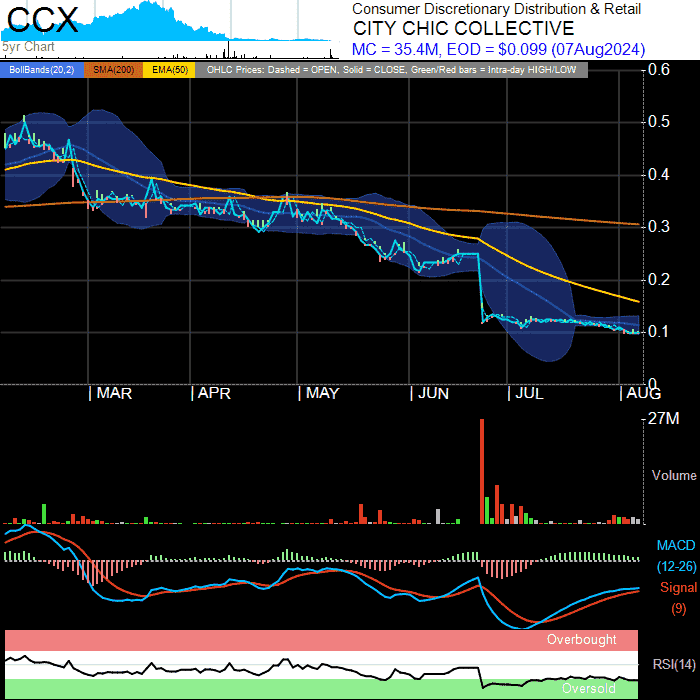 CCX
5yr Chart
Consumer Discretionary Distribution & Retail
CITY CHIC COLLECTIVE
MC = 35.4M, EOD = $0.099 (07Aug2024)
BollBands(20,2) SMA(200) EMA(50) OHLC Prices: Dashed = OPEN, Solid = CLOSE, Green/Red bars = Intra-day HIGH/LOW
0.6
0.5
0.4
0.3
0.2
0.1
0
MAR APR MAY JUN JUL AUG
27M
Volume
MACD
(12-26)
Signal
(9)
Overbought
RSI(14)
Oversold